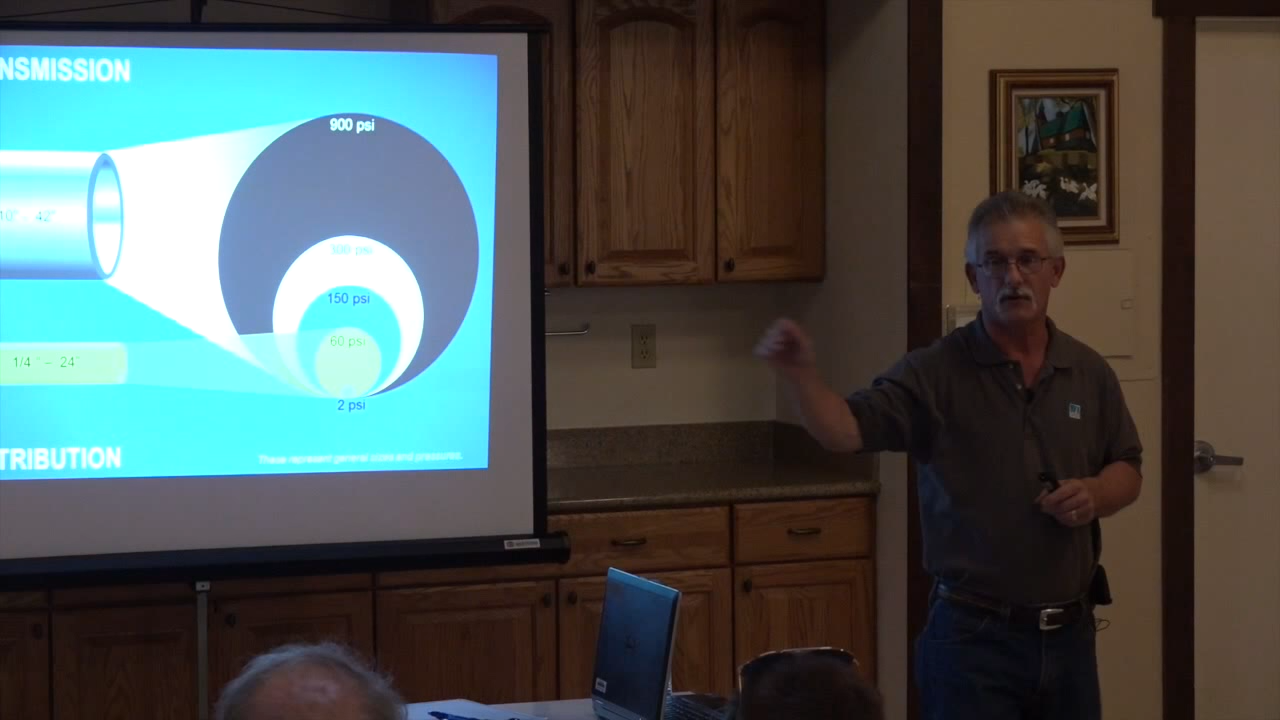 NSMISSION
900 psi
10" - 42"
500 psi
150 psi
60 psi
1/4 " – 24"
2 psi
TRIBUTION
These represent general sizes and pressures.